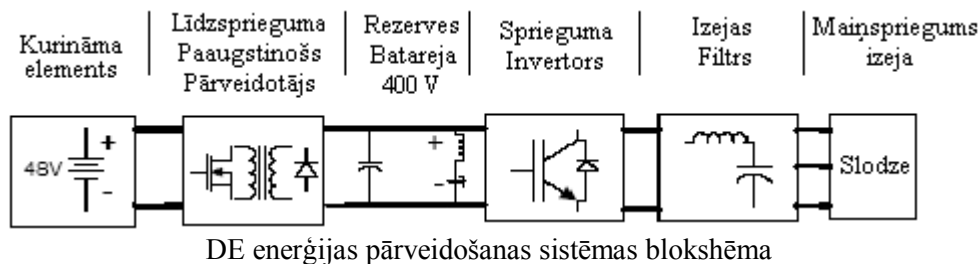 Kurināma
elements
Līdzsprieguma
Paaugstinošs
Pārveidotājs
Rezerves
Batareja
400 V
Sprieguma
Invertors
Izejas
Filtrs
Maiņspriegums
izeja
48V
+
-
+
-
Slodze
DE enerģijas pārveidošanas sistēmas blokshēma